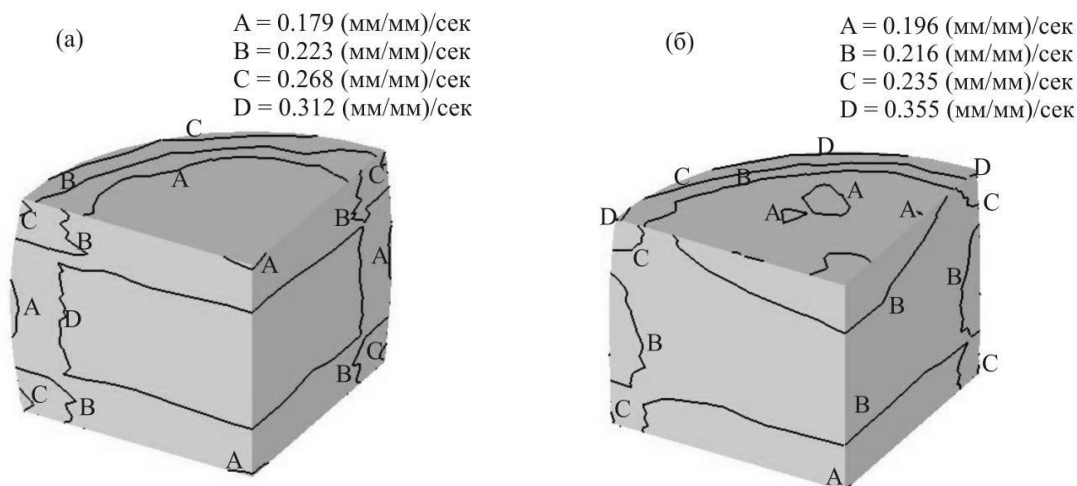 (а)
A = 0.179 (мм/мм)/сек
B = 0.223 (мм/мм)/сек
C = 0.268 (мм/мм)/сек
D = 0.312 (мм/мм)/сек
C
B
A
C
C
B
B
A
A
A
D
C
B
C
B
A
(б)
A = 0.196 (мм/мм)/сек
B = 0.216 (мм/мм)/сек
C = 0.235 (мм/мм)/сек
D = 0.355 (мм/мм)/сек
D
C
B
D
A
C
D
A
A
C
B
B
B
C
C
B
A